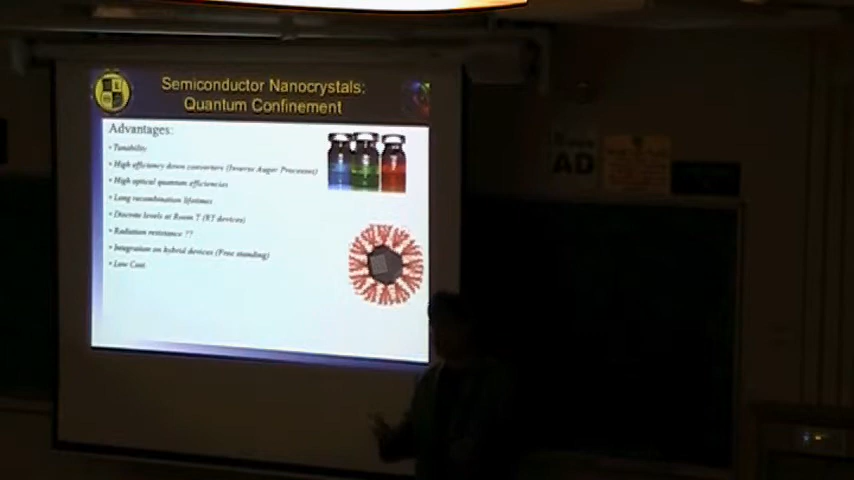 Semiconductor Nanocrystals:
Quantum Confinement
Advantages:
• Tunability
• High efficiency down converters (Inverse Auger Processes)
• High optical quantum efficiencies
• Long recombination lifetimes
• Discrete levels at Room T (RT devices)
• Radiation resistance ??
• Integration on hybrid devices (Free standing)
• Low Cost
AD